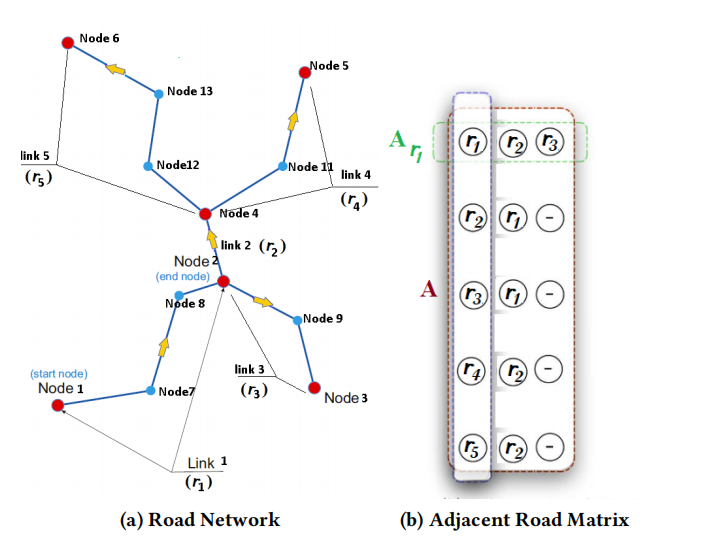 Node 6
Node 5
Node 13
Node12
Node 11
link 5
(r5)
link 4
(r4)
Node 4
link 2 (r2)
Node 2
(end node)
Node 8
Node 9
link 3
(r3)
(start node)
Node 1
Node7
Node 3
Link 1
(r1)
(a) Road Network
A r1
r1 r2 r3
r2 r1 -
A
r3 r1 -
r4 r2 -
r5 r2 -
(b) Adjacent Road Matrix